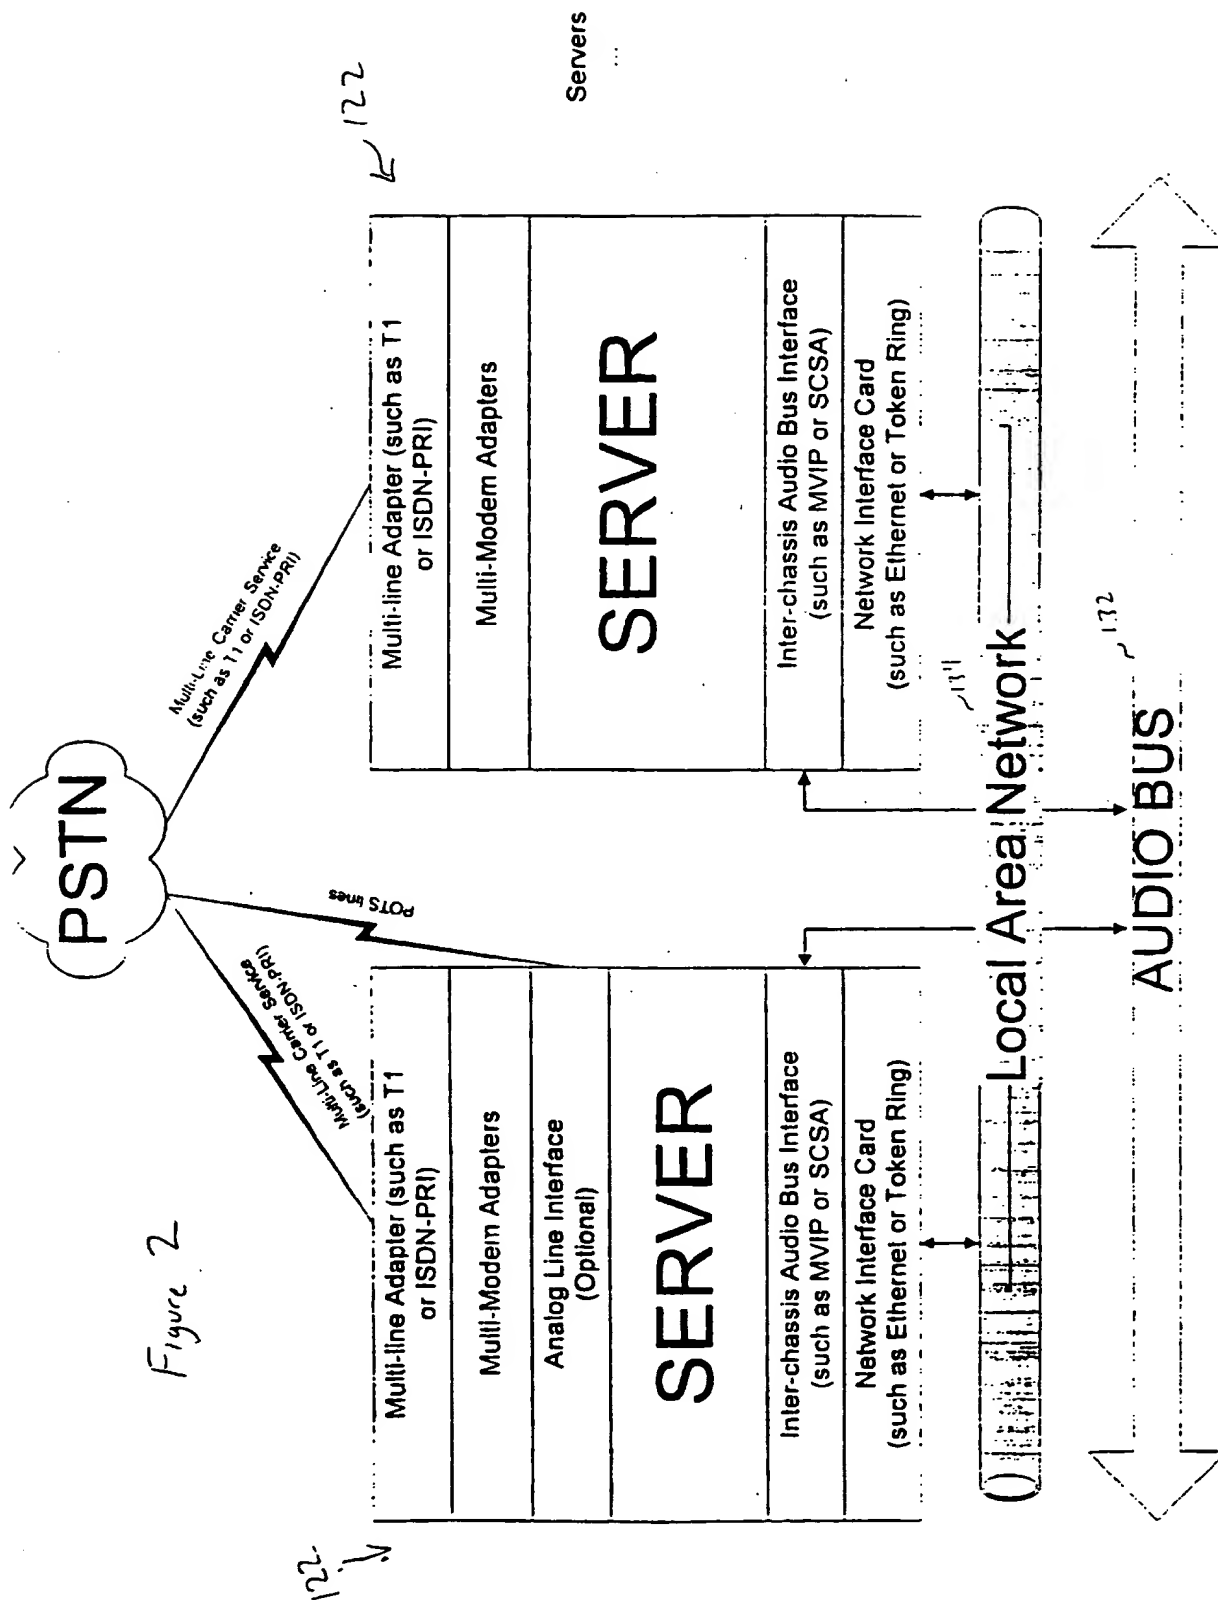 Figure 2
PSTN
Multi-Line Carrier Service
(such as T1 or ISDN-PRI)
POTS lines
Multi-Line Carrier Service
(such as T1 or ISDN-PRI)
122
Multi-line Adapter (such as T1
or ISDN-PRI)
Multi-Modem Adapters
Analog Line Interface
(Optional)
SERVER
Inter-chassis Audio Bus Interface
(such as MVIP or SCSA)
Network Interface Card
(such as Ethernet or Token Ring)
122
Multi-line Adapter (such as T1
or ISDN-PRI)
Multi-Modem Adapters
SERVER
Inter-chassis Audio Bus Interface
(such as MVIP or SCSA)
Network Interface Card
(such as Ethernet or Token Ring)
Servers
...
134
Local Area Network
132
AUDIO BUS